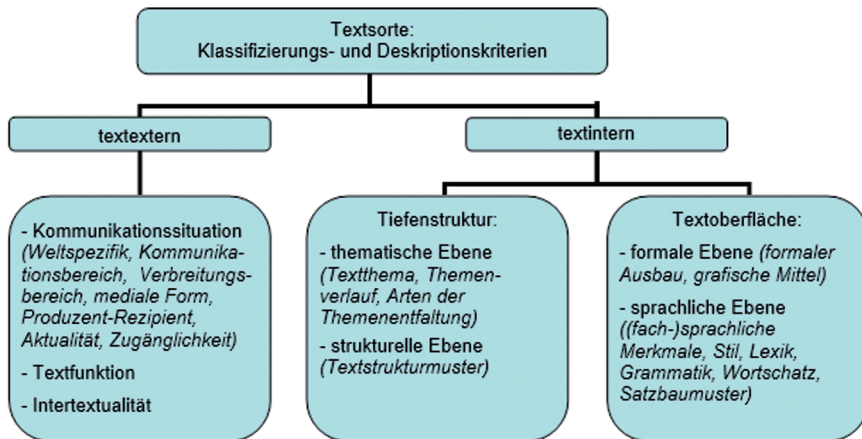 Textsorte:
Klassifizierungs- und Deskriptionskriterien
textextern
textintern
- Kommunikationssituation
(Weltspezifik, Kommunika-
tionsbereich, Verbreitungs-
bereich, mediale Form,
Produzent-Rezipient,
Aktualität, Zugänglichkeit)
- Textfunktion
- Intertextualität
Tiefenstruktur:
- thematische Ebene
(Textthema, Themen-
verlauf, Arten der
Themenentfaltung)
- strukturelle Ebene
(Textstrukturmuster)
Textoberfläche:
- formale Ebene (formaler
Ausbau, grafische Mittel)
- sprachliche Ebene
((fach-)sprachliche
Merkmale, Stil, Lexik,
Grammatik, Wortschatz,
Satzbaumuster)